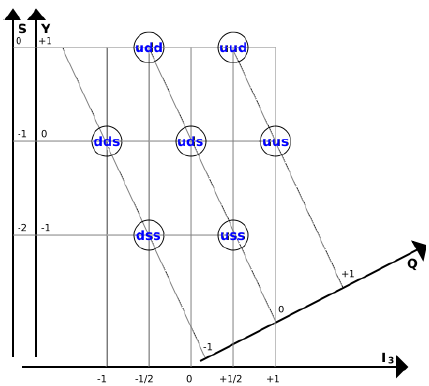 S Y
0 +1 udd uud
-1 0 dds uds uus
-2 -1 dss uss
+1 Q
0
-1
I3
-1 -1/2 0 +1/2 +1